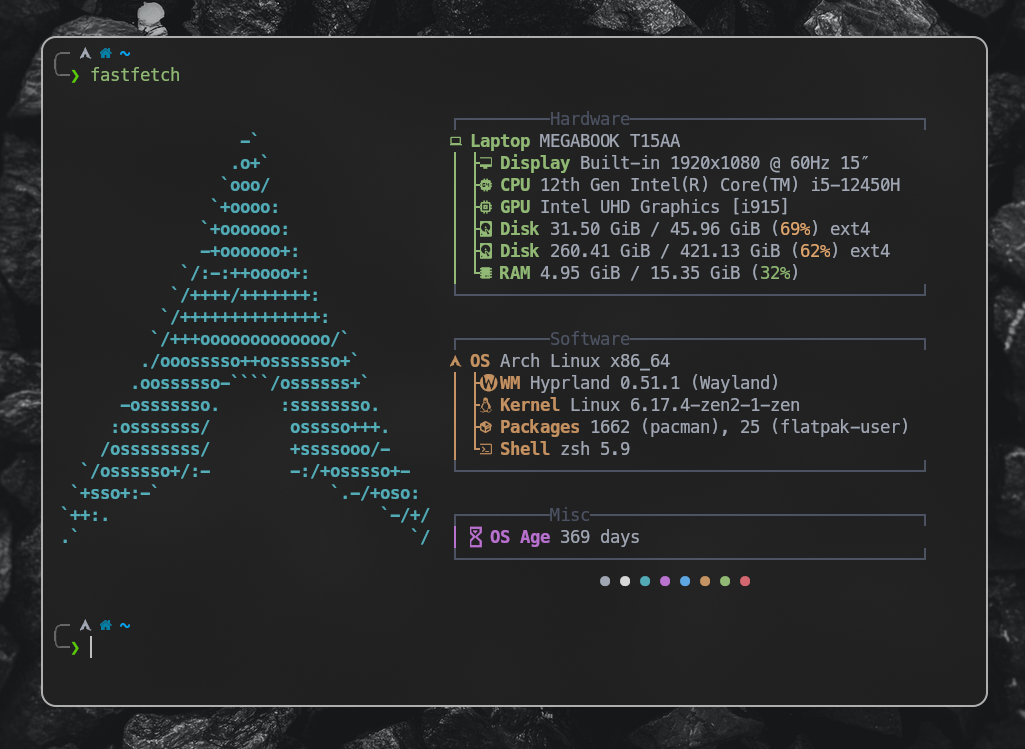 ~
❯ fastfetch
Hardware
Laptop MEGABOOK T15AA
Display Built-in 1920x1080 @ 60Hz 15″
CPU 12th Gen Intel(R) Core(TM) i5-12450H
GPU Intel UHD Graphics [i915]
Disk 31.50 GiB / 45.96 GiB (69%) ext4
Disk 260.41 GiB / 421.13 GiB (62%) ext4
RAM 4.95 GiB / 15.35 GiB (32%)
Software
OS Arch Linux x86_64
WM Hyprland 0.51.1 (Wayland)
Kernel Linux 6.17.4-zen2-1-zen
Packages 1662 (pacman), 25 (flatpak-user)
Shell zsh 5.9
Misc
OS Age 369 days
-`
.o+`
`ooo/
`+oooo:
`+oooooo:
-+oooooo+:
`/:-:++oooo+:
`/++++/+++++++:
`/++++++++++++++:
`/+++ooooooooooooo/`
./ooosssso++osssssso+`
.oossssso-````/ossssss+`
-osssssso. :ssssssso.
:osssssss/ osssso+++.
/ossssssss/ +ssssooo/-
`/ossssso+/:- -:/+osssso+-
`+sso+:-` `.-/+oso:
`++:. `-/+/
.` `/
~
❯